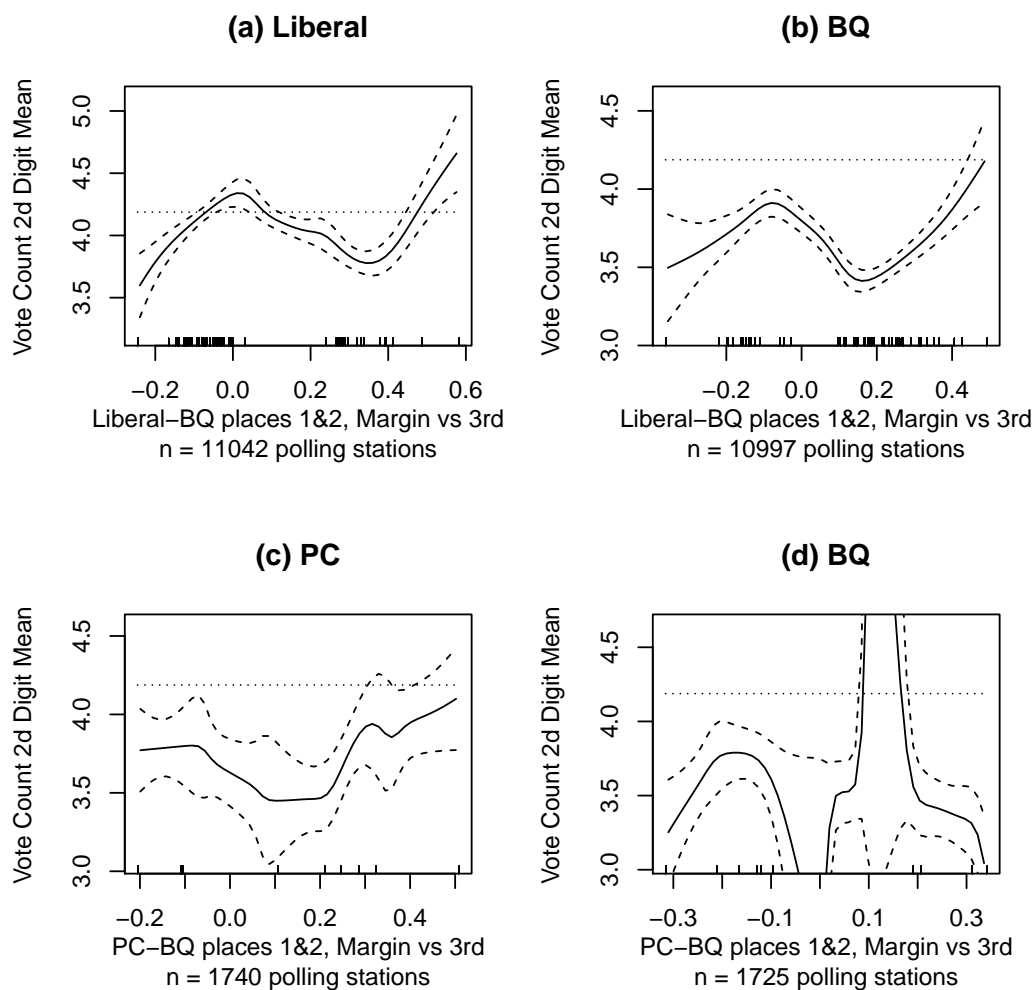 (a) Liberal
Vote Count 2d Digit Mean
5.0
4.5
4.0
3.5
−0.2 0.0 0.2 0.4 0.6
Liberal−BQ places 1&2, Margin vs 3rd
n = 11042 polling stations
(b) BQ
Vote Count 2d Digit Mean
4.5
4.0
3.5
3.0
−0.2 0.0 0.2 0.4
Liberal−BQ places 1&2, Margin vs 3rd
n = 10997 polling stations
(c) PC
Vote Count 2d Digit Mean
4.5
4.0
3.5
3.0
−0.2 0.0 0.2 0.4
PC−BQ places 1&2, Margin vs 3rd
n = 1740 polling stations
(d) BQ
Vote Count 2d Digit Mean
4.5
4.0
3.5
3.0
−0.3 −0.1 0.1 0.3
PC−BQ places 1&2, Margin vs 3rd
n = 1725 polling stations